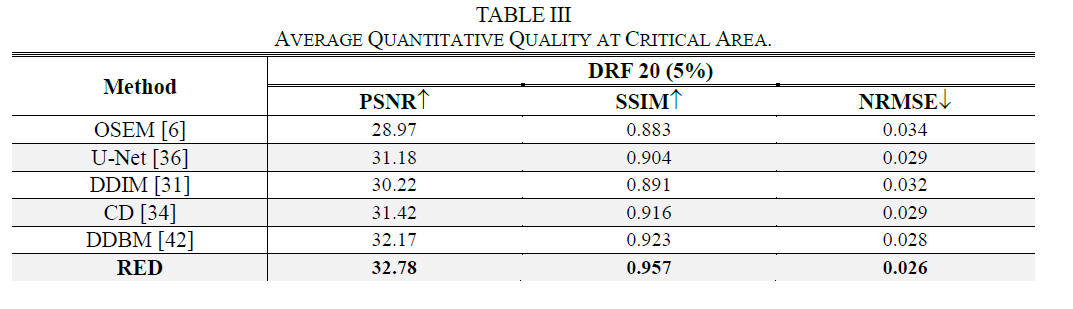 TABLE III
AVERAGE QUANTITATIVE QUALITY AT CRITICAL AREA.
Method DRF 20 (5%)
PSNR↑ SSIM↑ NRMSE↓
OSEM [6] 28.97 0.883 0.034
U-Net [36] 31.18 0.904 0.029
DDIM [31] 30.22 0.891 0.032
CD [34] 31.42 0.916 0.029
DDBM [42] 32.17 0.923 0.028
RED 32.78 0.957 0.026